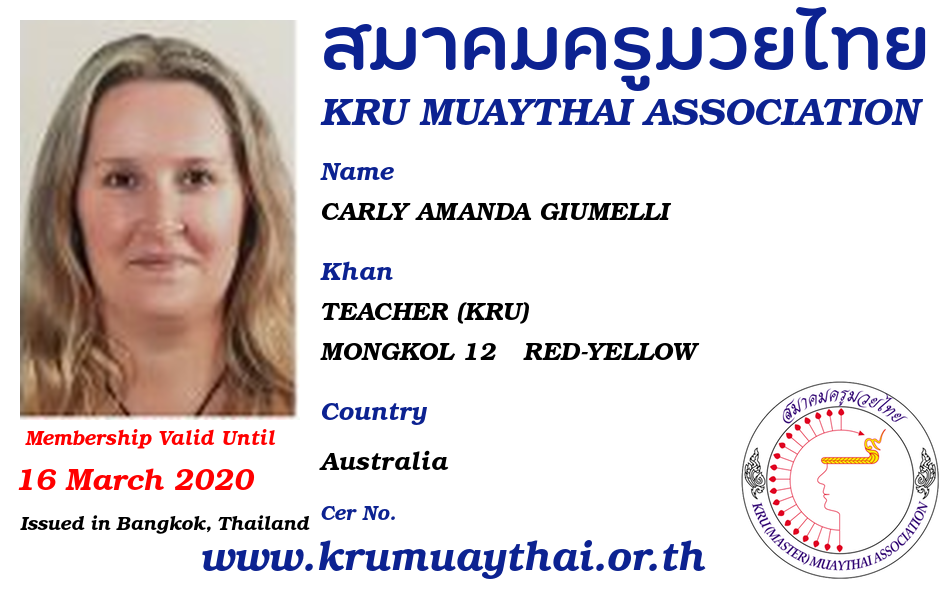 สมาคมครูมวยไทย
KRU MUAYTHAI ASSOCIATION
Name
CARLY AMANDA GIUMELLI
Khan
TEACHER (KRU)
MONGKOL 12 RED-YELLOW
Country
Australia
Membership Valid Until
16 March 2020
Issued in Bangkok, Thailand
Cer No.
www.krumuaythai.or.th
สมาคมครูมวยไทย
KRU (MASTER) MUAYTHAI ASSOCIATION